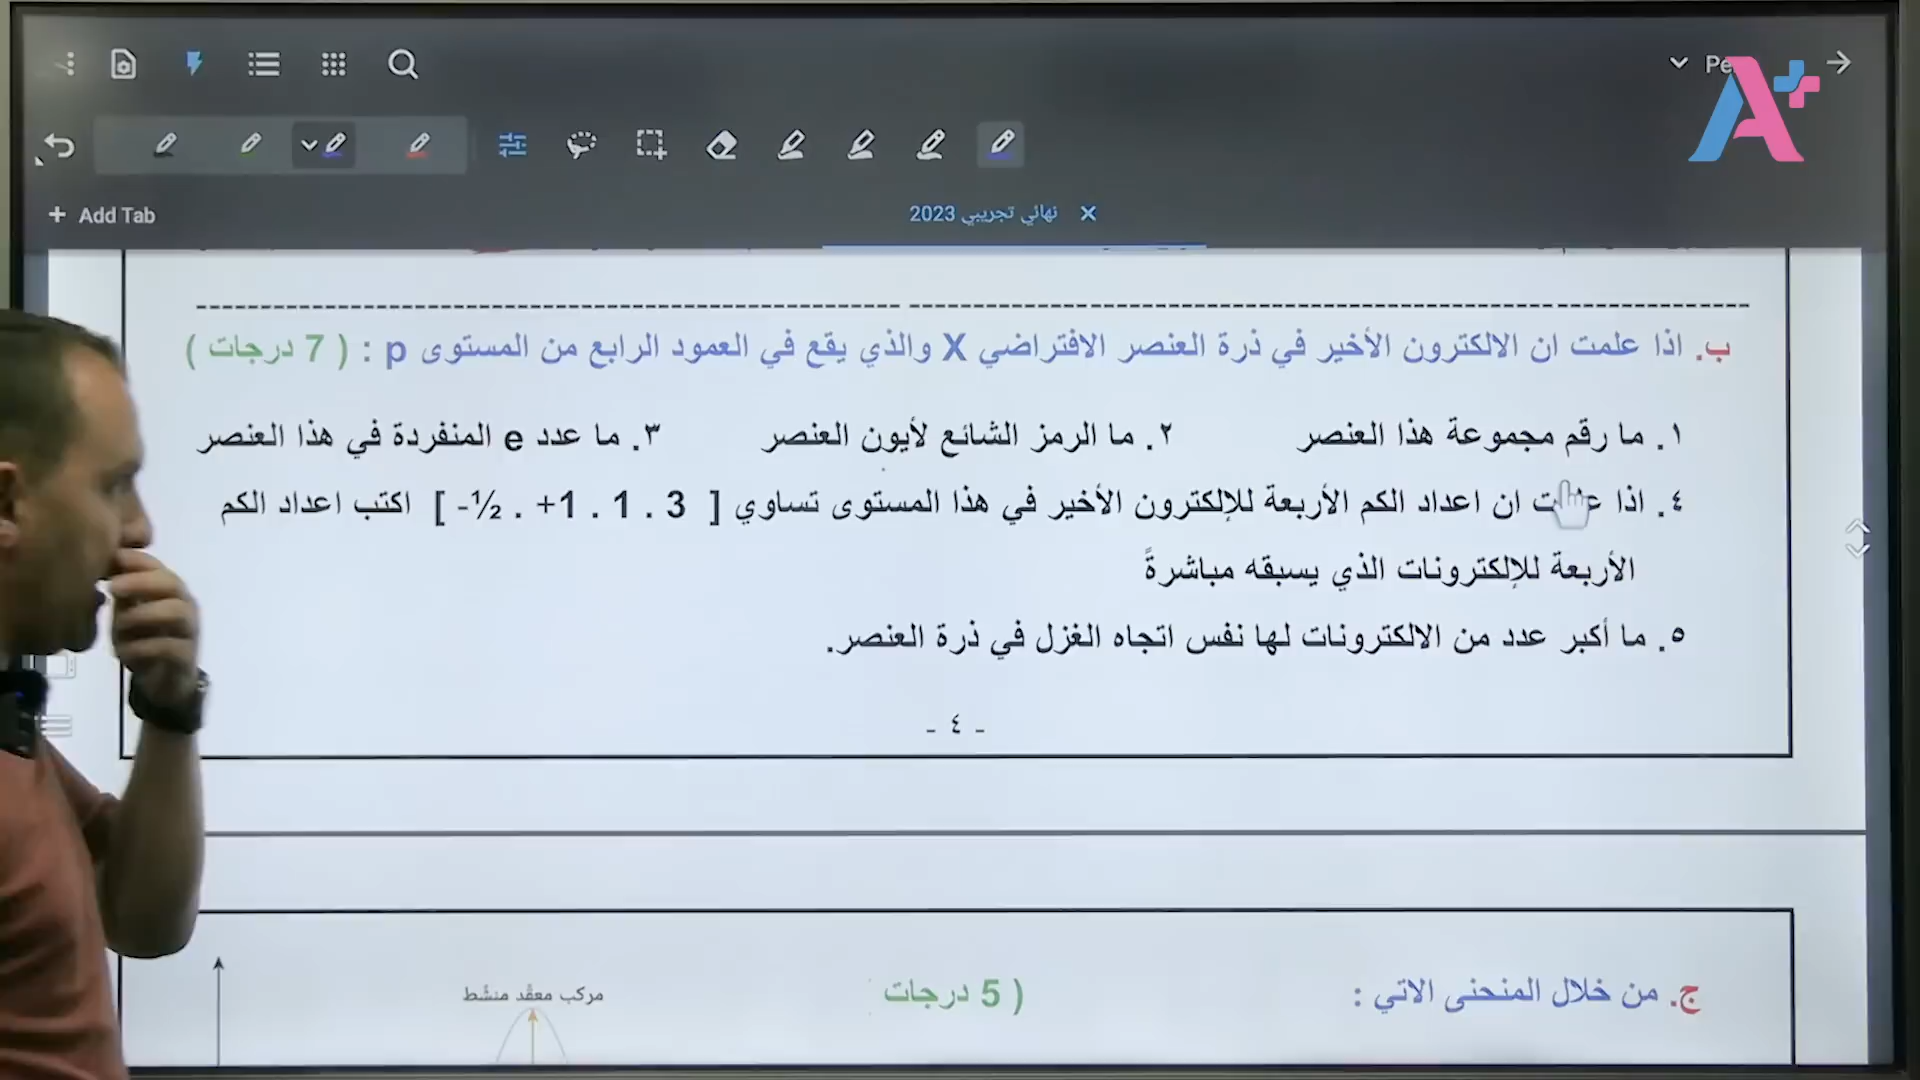 A+
Add Tab
نهائي تجريبي 2023
ب. اذا علمت ان الالكترون الأخير في ذرة العنصر الافتراضي X والذي يقع في العمود الرابع من المستوى p : ( 7 درجات )
١. ما رقم مجموعة هذا العنصر ٢. ما الرمز الشائع لأيون العنصر ٣. ما عدد e المنفردة في هذا العنصر
٤. اذا ان اعداد الكم الأربعة للإلكترون الأخير في هذا المستوى تساوي [ 3 . 1 . 1+ . ½- ] اكتب اعداد الكم
الأربعة للإلكترونات الذي يسبقه مباشرةً
٥. ما أكبر عدد من الالكترونات لها نفس اتجاه الغزل في ذرة العنصر.
- ٤ -
ج. من خلال المنحنى الاتي : ( 5 درجات
مركب معقّد منشّط